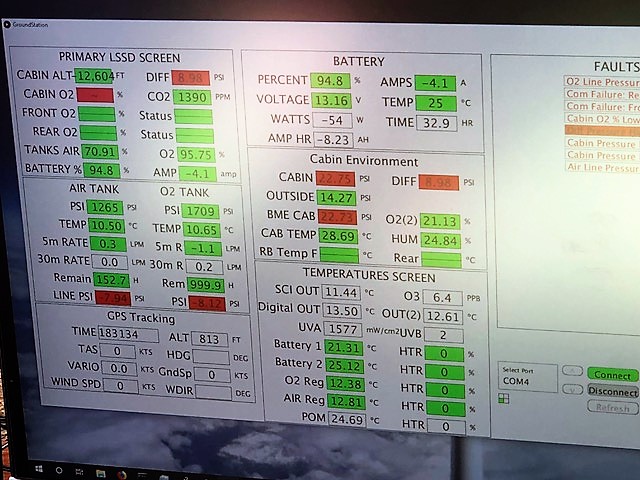 GroundStation
PRIMARY LSSD SCREEN
CABIN ALT -12,604 FT DIFF 8.98 PSI
CABIN O2 - % CO2 1390 PPM
FRONT O2 % Status
REAR O2 % Status
TANKS AIR 70.91 % O2 95.75 %
BATTERY % 94.8 % AMP -4.1 amp
AIR TANK O2 TANK
PSI 1265 PSI PSI 1709 PSI
TEMP 10.50 °C TEMP 10.65 °C
5m RATE 0.3 LPM 5m R -1.1 LPM
30m RATE 0.0 LPM 30m R 0.2 LPM
Remain 152.7 H Rem 999.9 H
LINE PSI -7.94 PSI PSI -8.12 PSI
GPS Tracking
TIME 183134 ALT 813 FT
TAS 0 KTS HDG DEG
VARIO 0.0 KTS GndSp 0 KTS
WIND SPD 0 KTS WDIR DEG
BATTERY
PERCENT 94.8 % AMPS -4.1 A
VOLTAGE 13.16 V TEMP 25 °C
WATTS -54 W TIME 32.9 HR
AMP HR -8.23 AH
Cabin Environment
CABIN 22.75 PSI DIFF 8.98 PSI
OUTSIDE 14.27 PSI
BME CAB 22.73 PSI O2(2) 21.13 %
CAB TEMP 28.69 °C HUM 24.84 %
RB Temp F °C Rear %
TEMPERATURES SCREEN
SCI OUT 11.44 °C O3 6.4 PPB
Digital OUT 13.50 °C OUT(2) 12.61 °C
UVA 1577 mW/cm2 UVB 2
Battery 1 21.31 °C HTR 0 %
Battery 2 25.12 °C HTR 0 %
O2 Reg 12.38 °C HTR 0 %
AIR Reg 12.81 °C HTR 0 %
POM 24.69 °C HTR 0 %
FAULTS
O2 Line Pressur
Com Failure: Re
Com Failure: Fro
Cabin O2 % Low
Cabin Pressure
Cabin Pressure
Air Line Pressur
Select Port
COM4
Connect
Disconnect
Refresh